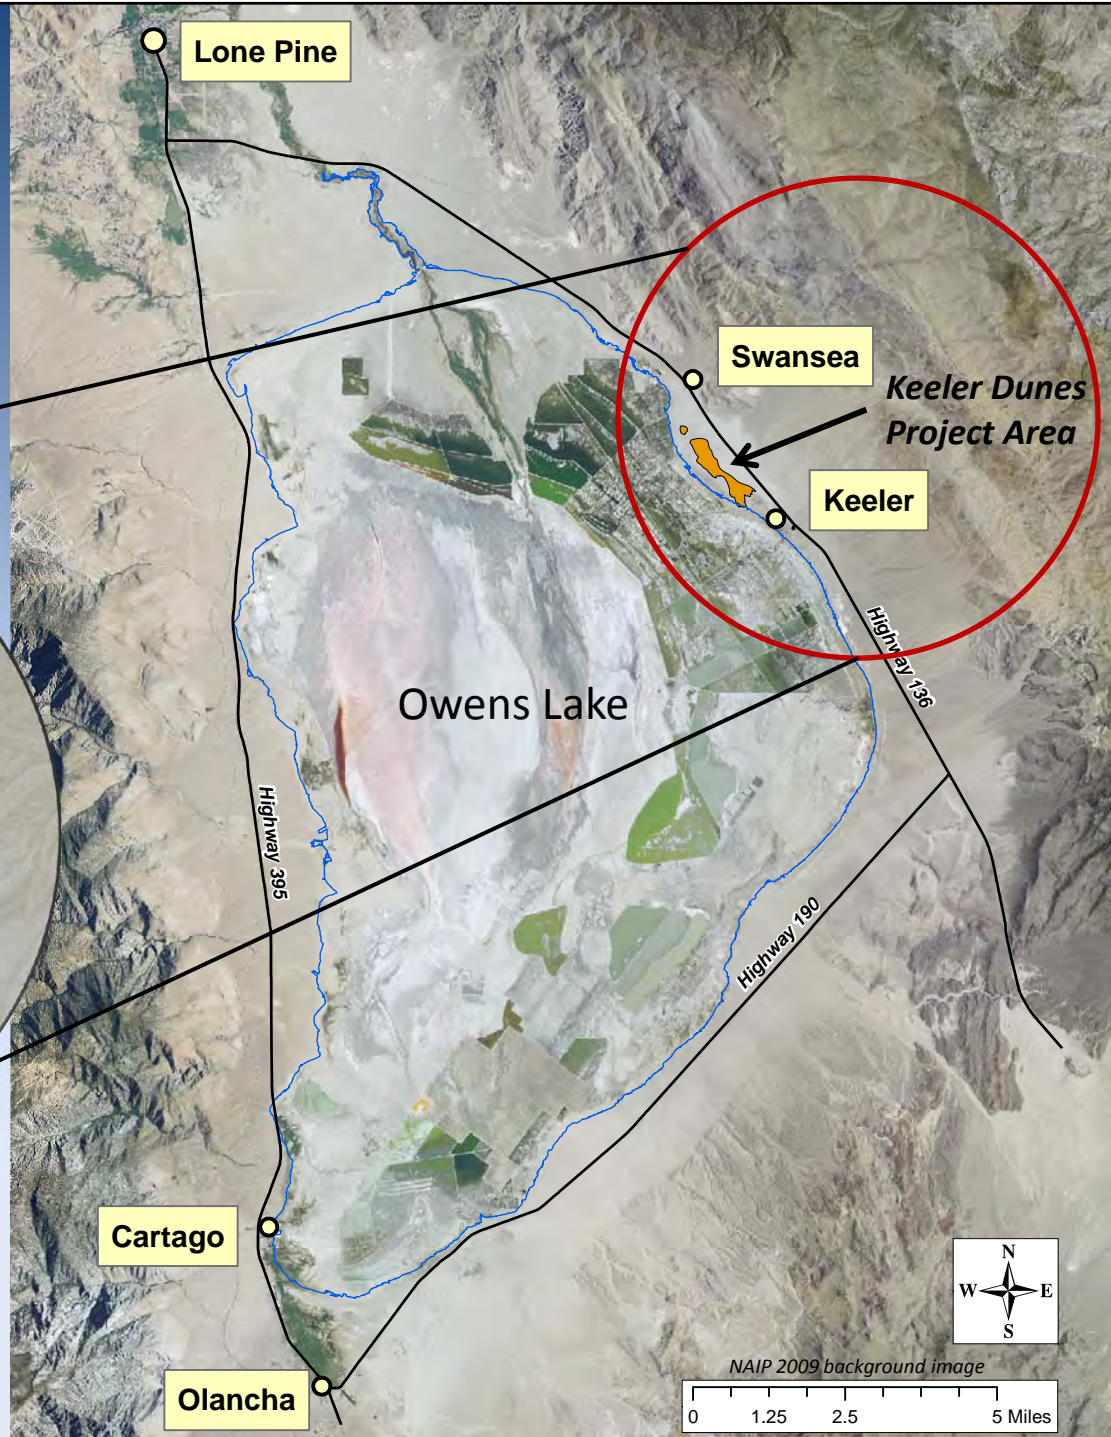 Lone Pine
Swansea
Keeler Dunes
Project Area
Keeler
Highway 136
Owens Lake
Highway 395
Highway 190
Cartago
N
W E
S
NAIP 2009 background image
Olancha
0 1.25 2.5 5 Miles